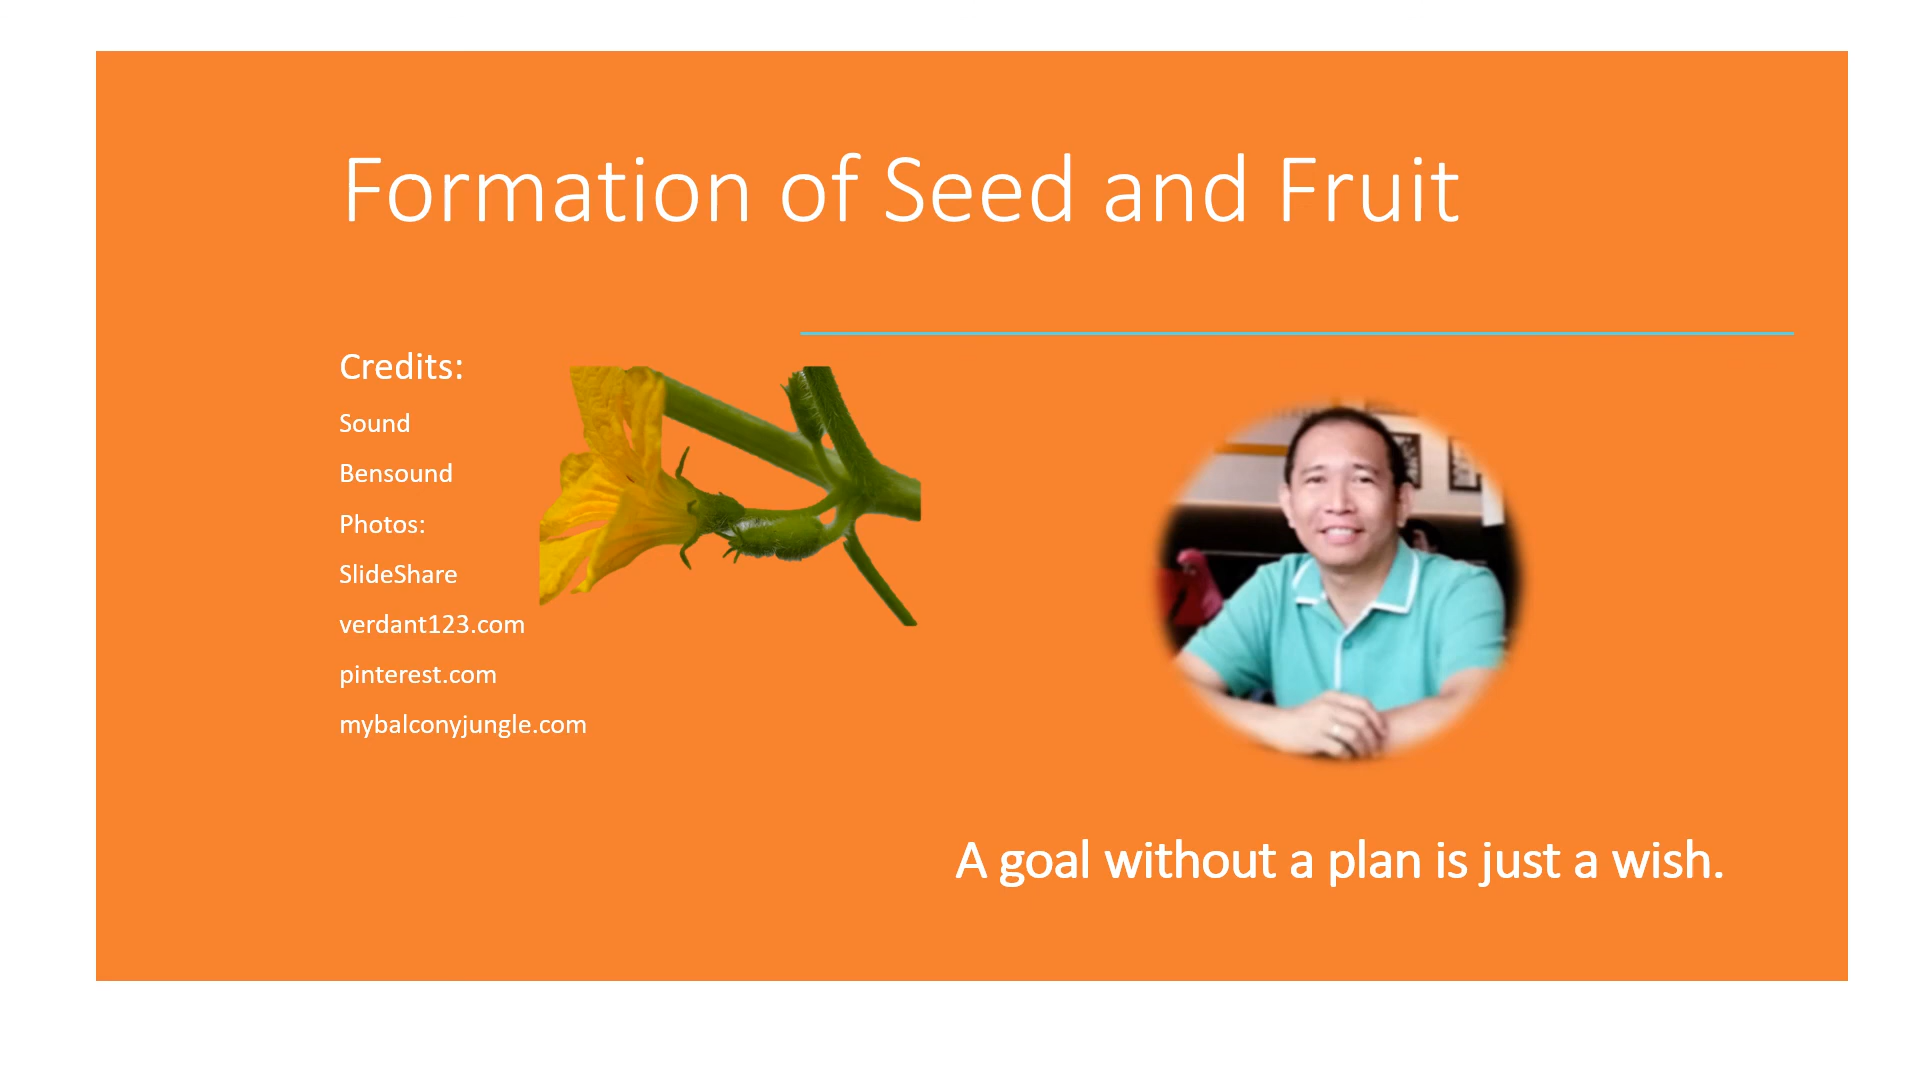 Formation of Seed and Fruit
Credits:
Sound
Bensound
Photos:
SlideShare
verdant123.com
pinterest.com
mybalconyjungle.com
A goal without a plan is just a wish.